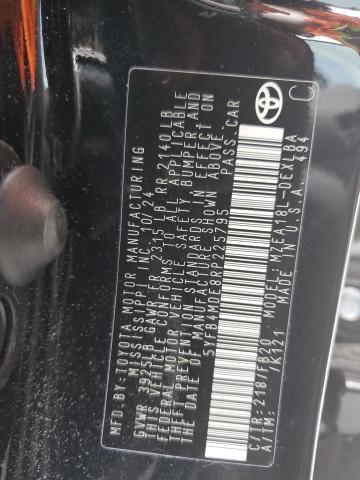 MFD BY:TOYOTA MOTOR MANUFACTURING
MISSISSIPPI, INC. 10/24
GVWR 3925LB GAWR FR 2315 LB RR 2140 LB
THIS VEHICLE CONFORMS TO ALL APPLICABLE
FEDERAL MOTOR VEHICLE SAFETY, BUMPER AND
THEFT PREVENTION STANDARDS IN EFFECT ON
THE DATE OF MANUFACTURE SHOWN ABOVE.
5YFB4MDE8RP225795 PASS.CAR
C/TR:218/FB20 MODEL:MZEA18L-DEXLBA
A/TM: /K121 MADE IN U.S.A. 494
C